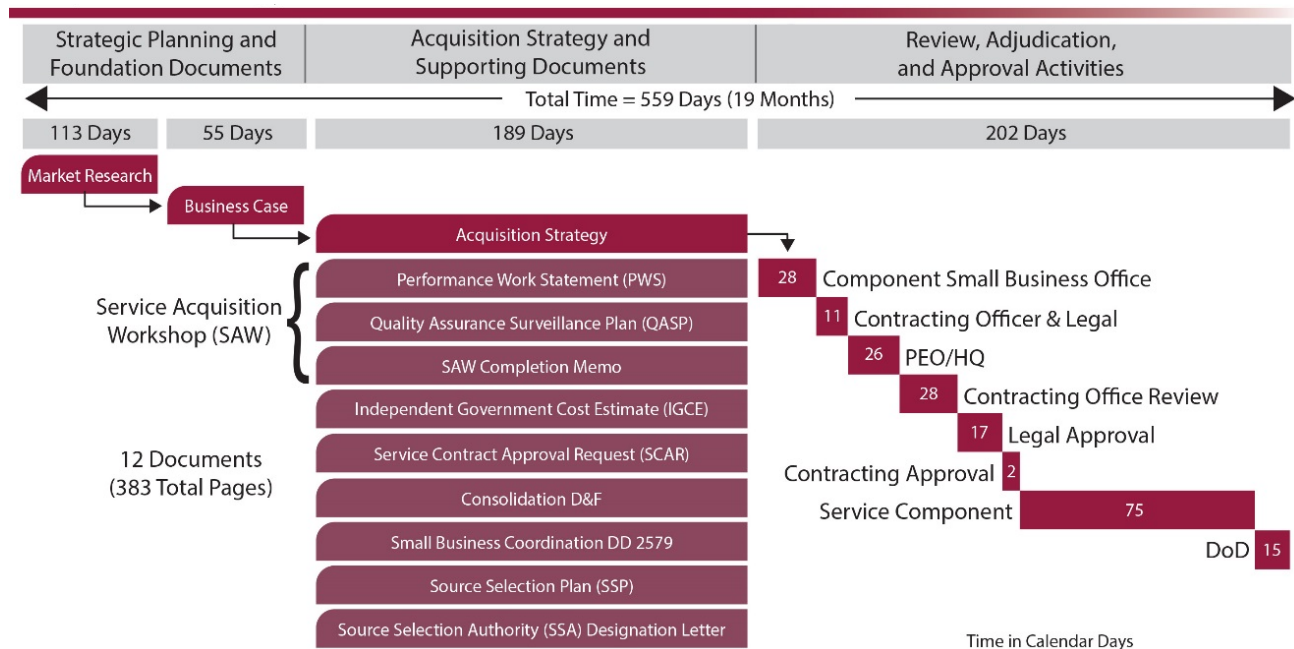 Strategic Planning and
Foundation Documents
Acquisition Strategy and
Supporting Documents
Review, Adjudication,
and Approval Activities
Total Time = 559 Days (19 Months)
113 Days
55 Days
189 Days
202 Days
Market Research
Business Case
Acquisition Strategy
Service Acquisition
Workshop (SAW)
Performance Work Statement (PWS)
Quality Assurance Surveillance Plan (QASP)
SAW Completion Memo
12 Documents
(383 Total Pages)
Independent Government Cost Estimate (IGCE)
Service Contract Approval Request (SCAR)
Consolidation D&F
Small Business Coordination DD 2579
Source Selection Plan (SSP)
Source Selection Authority (SSA) Designation Letter
28 Component Small Business Office
11 Contracting Officer & Legal
26 PEO/HQ
28 Contracting Office Review
17 Legal Approval
Contracting Approval 2
Service Component 75
DoD 15
Time in Calendar Days